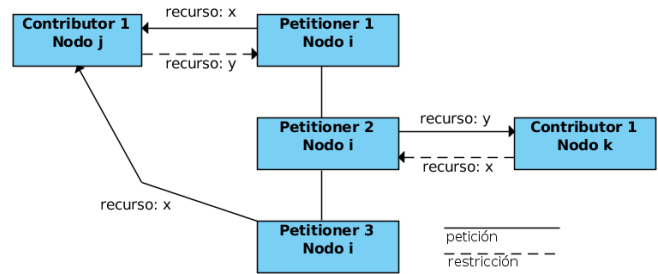 recurso: x
Contributor 1
Nodo j
Petitioner 1
Nodo i
recurso: y
Petitioner 2
Nodo i
recurso: y
Contributor 1
Nodo k
recurso: x
recurso: x
Petitioner 3
Nodo i
petición
restricción